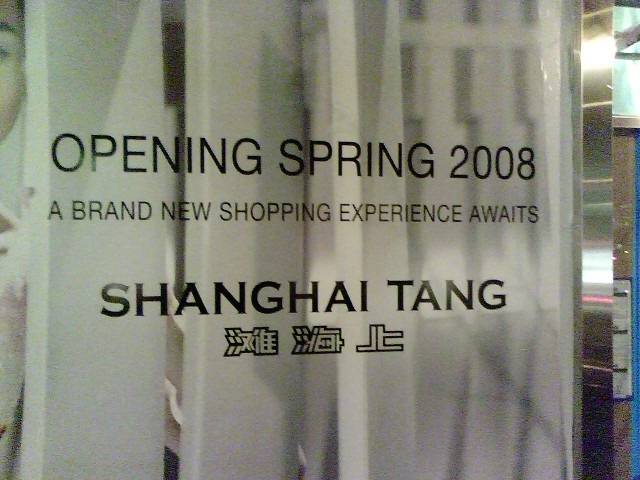 OPENING SPRING 2008
A BRAND NEW SHOPPING EXPERIENCE AWAITS
SHANGHAI TANG
灘海上